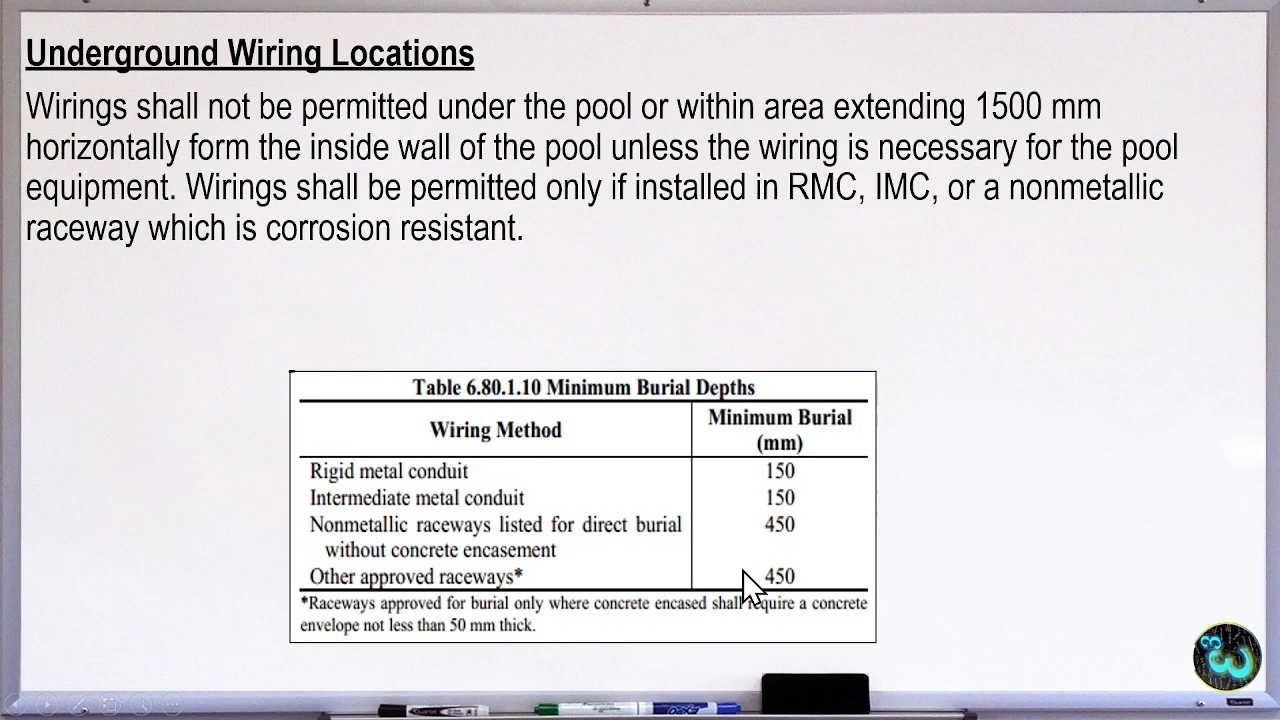 Underground Wiring Locations
Wirings shall not be permitted under the pool or within area extending 1500 mm
horizontally form the inside wall of the pool unless the wiring is necessary for the pool
equipment. Wirings shall be permitted only if installed in RMC, IMC, or a nonmetallic
raceway which is corrosion resistant.
Table 6.80.1.10 Minimum Burial Depths
Wiring Method
Minimum Burial
(mm)
Rigid metal conduit 150
Intermediate metal conduit 150
Nonmetallic raceways listed for direct burial 450
without concrete encasement
Other approved raceways* 450
*Raceways approved for burial only where concrete encased shall require a concrete
envelope not less than 50 mm thick.